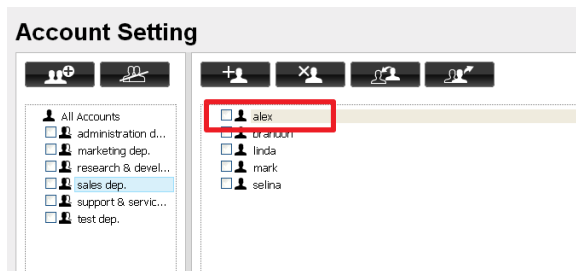 Account Setting
All Accounts
administration d...
marketing dep.
research & devel...
sales dep.
support & servic...
test dep.
alex
brandon
linda
mark
selina